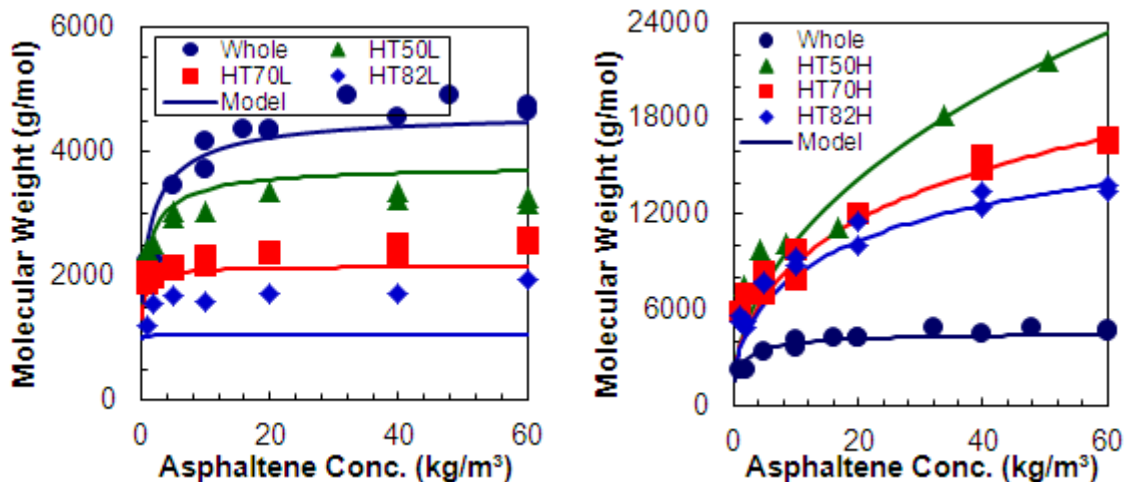 6000
4000
2000
0
Molecular Weight (g/mol)
Whole
HT50L
HT70L
HT82L
Model
0
20
40
60
Asphaltene Conc. (kg/m³)
24000
18000
12000
6000
0
Molecular Weight (g/mol)
Whole
HT50H
HT70H
HT82H
Model
0
20
40
60
Asphaltene Conc. (kg/m³)